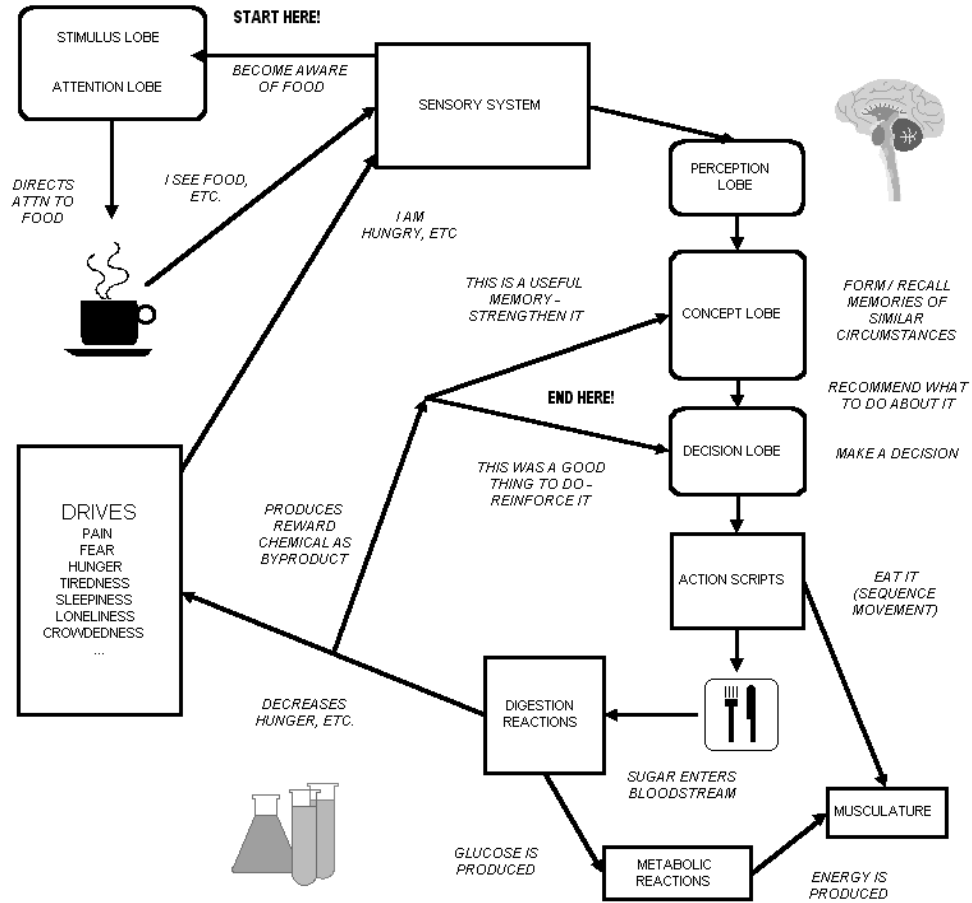 START HERE!
STIMULUS LOBE
ATTENTION LOBE
BECOME AWARE
OF FOOD
SENSORY SYSTEM
PERCEPTION
LOBE
DIRECTS
ATTN TO
FOOD
I SEE FOOD,
ETC.
I AM
HUNGRY, ETC
THIS IS A USEFUL
MEMORY –
STRENGTHEN IT
CONCEPT LOBE
FORM / RECALL
MEMORIES OF
SIMILAR
CIRCUMSTANCES
RECOMMEND WHAT
TO DO ABOUT IT
END HERE!
DECISION LOBE
MAKE A DECISION
THIS WAS A GOOD
THING TO DO –
REINFORCE IT
DRIVES
PAIN
FEAR
HUNGER
TIREDNESS
SLEEPINESS
LONELINESS
CROWDEDNESS
...
PRODUCES
REWARD
CHEMICAL AS
BYPRODUCT
ACTION SCRIPTS
EAT IT
(SEQUENCE
MOVEMENT)
DECREASES
HUNGER, ETC.
DIGESTION
REACTIONS
SUGAR ENTERS
BLOODSTREAM
MUSCULATURE
GLUCOSE IS
PRODUCED
METABOLIC
REACTIONS
ENERGY IS
PRODUCED